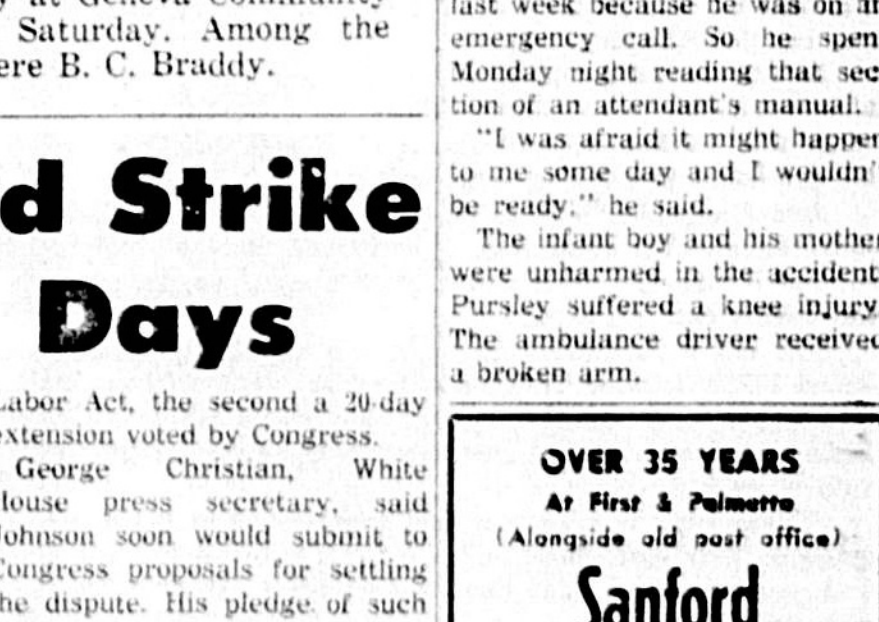 at Geneva Community
Saturday. Among the
ere B. C. Braddy.
d Strike
Days
Labor Act, the second a 20-day
extension voted by Congress.
George Christian, White
House press secretary, said
Johnson soon would submit to
Congress proposals for settling
the dispute. His pledge of such
last week because he was on an
emergency call. So he spen
Monday night reading that sec
tion of an attendant's manual.
"I was afraid it might happen
to me some day and I wouldn'
be ready." he said.
The infant boy and his mother
were unharmed in the accident
Pursley suffered a knee injury
The ambulance driver received
a broken arm.
OVER 35 YEARS
At First & Palmetto
(Alongside old post office)
Sanford